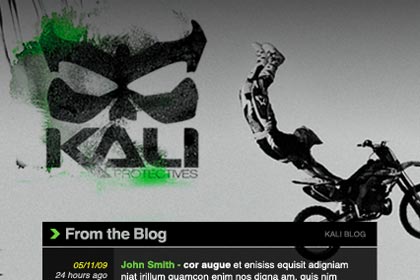 KALI
PROTECTIVES
From the Blog
KALI BLOG
05/11/09
24 hours ago
John Smith - cor augue et enisiss equisit adigniam
niat irillum quamcon enim nos digna am, quis nim